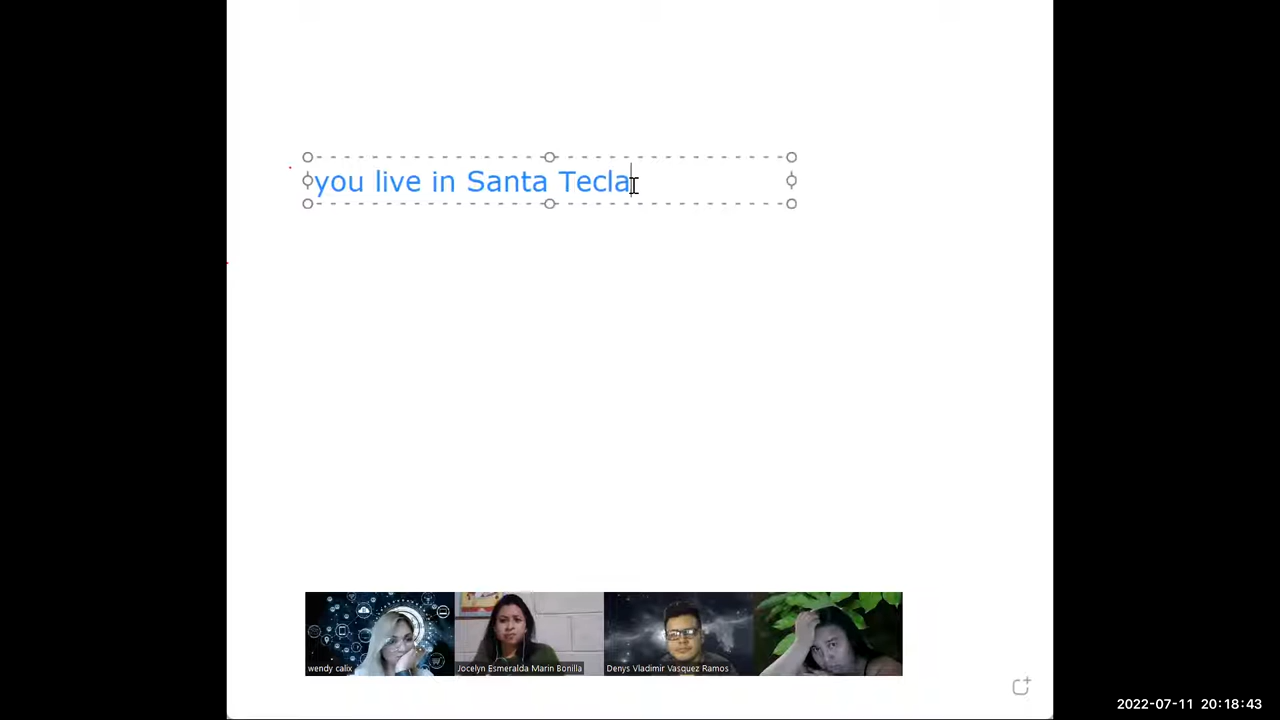 you live in Santa Tecla
wendy calix
Jocelyn Esmeralda Marin Bonilla
Denys Vladimir Vasquez Ramos
2022-07-11 20:18:43